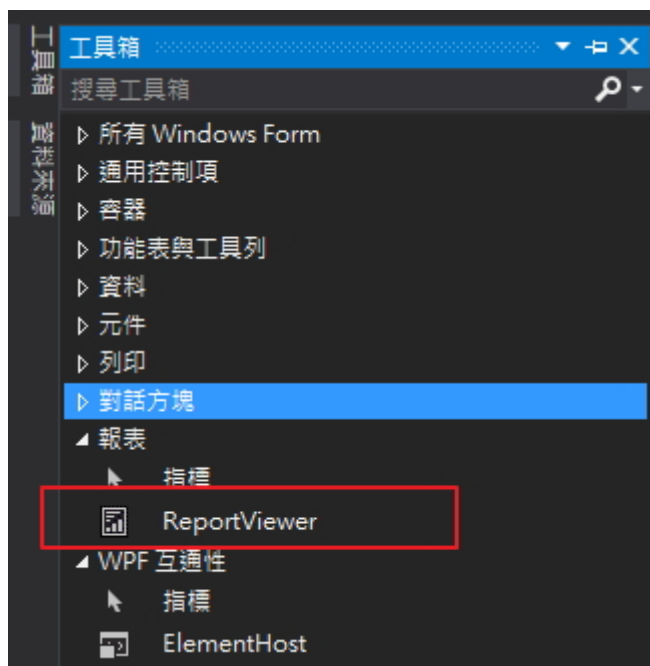 工具箱
資料來源
工具箱
搜尋工具箱
所有 Windows Form
通用控制項
容器
功能表與工具列
資料
元件
列印
對話方塊
報表
指標
ReportViewer
WPF 互通性
指標
ElementHost